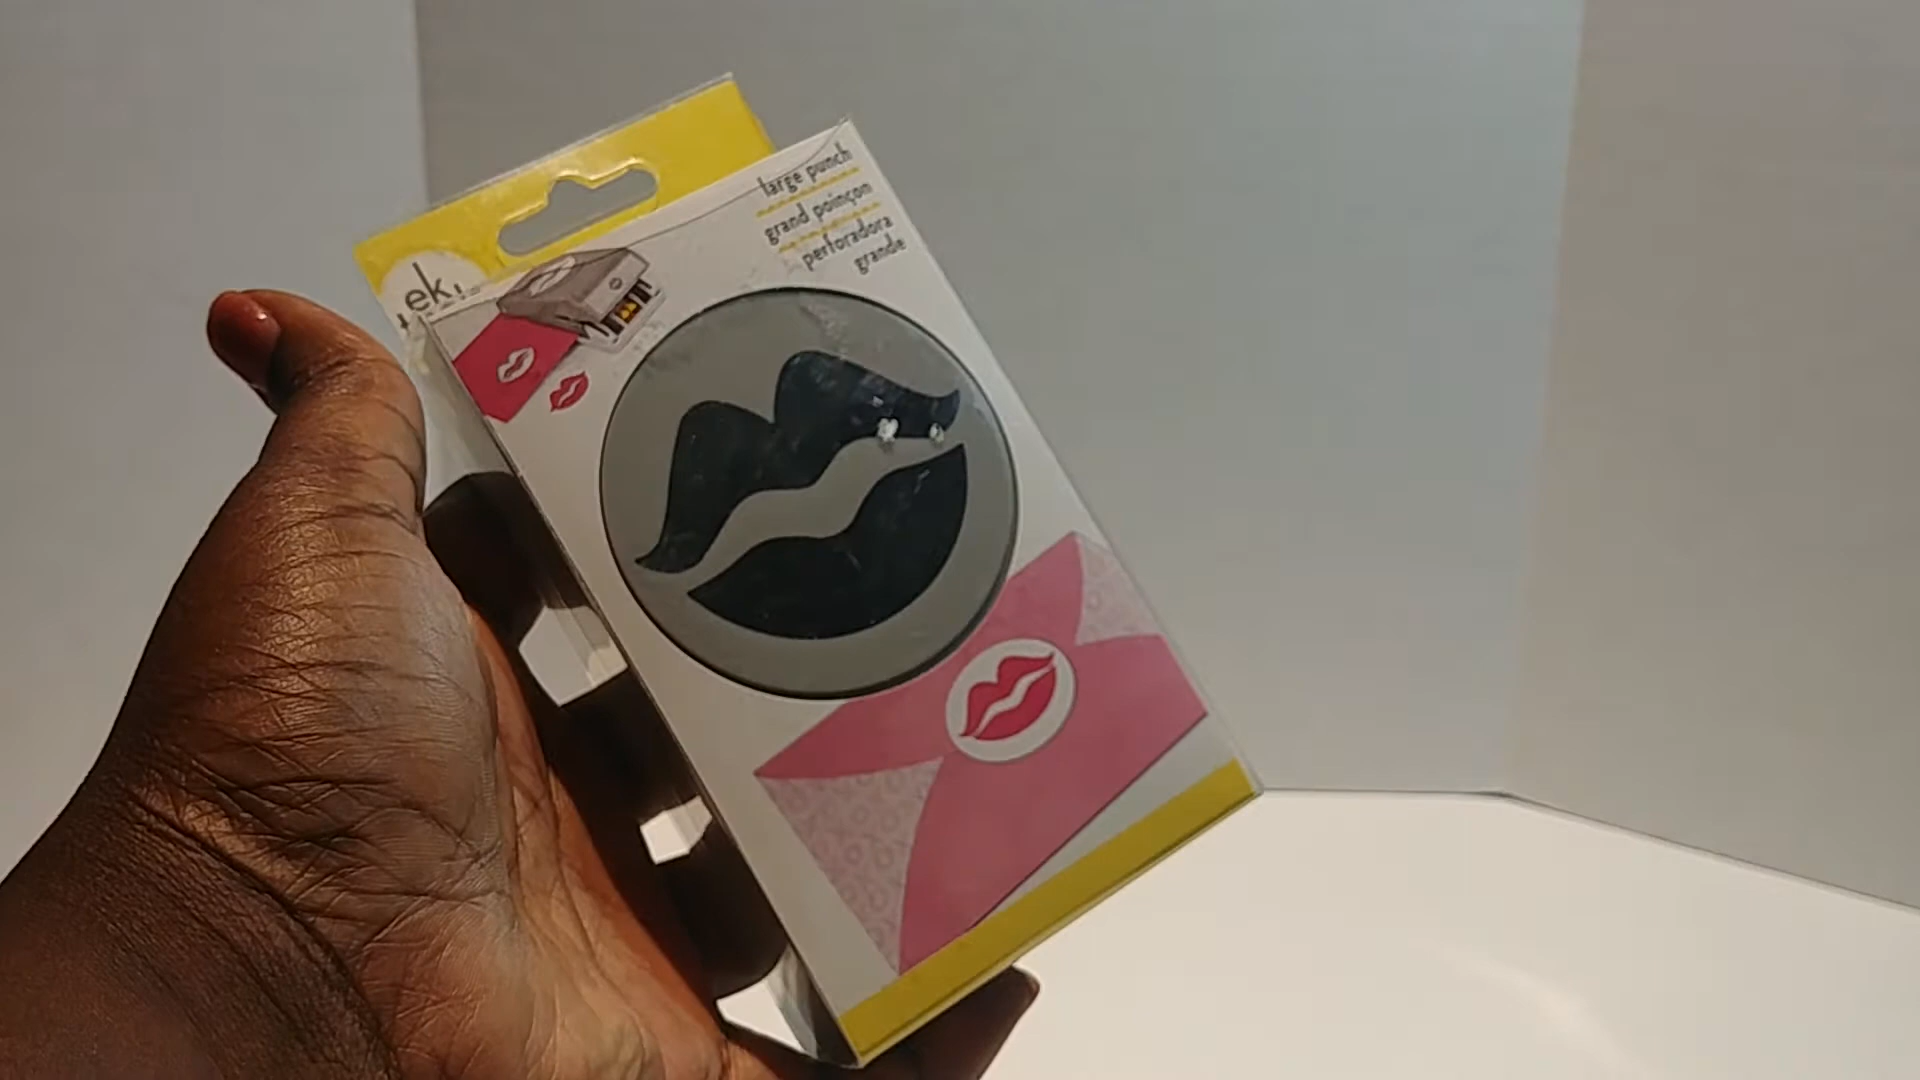 large punch
grand poinçon
perforadora
grande
ek